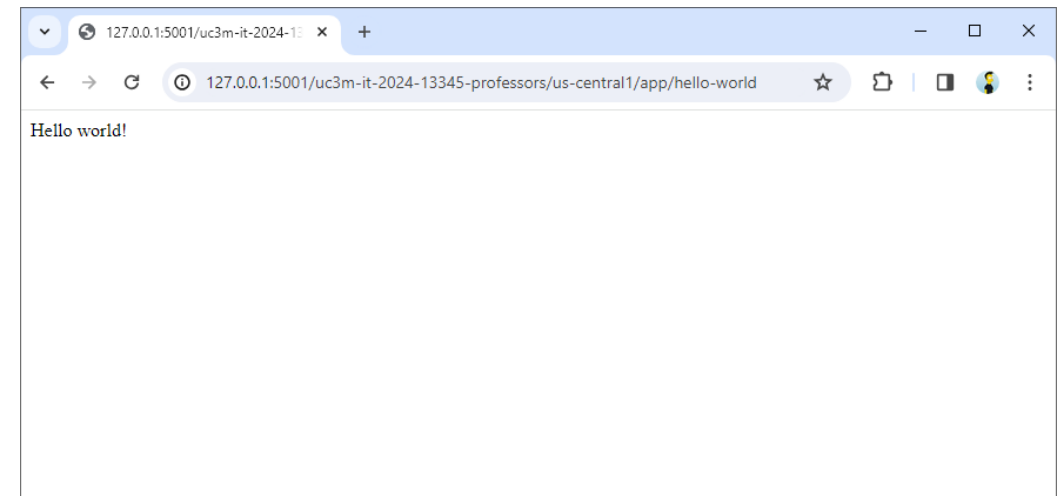 127.0.0.1:5001/uc3m-it-2024-13
127.0.0.1:5001/uc3m-it-2024-13345-professors/us-central1/app/hello-world
Hello world!